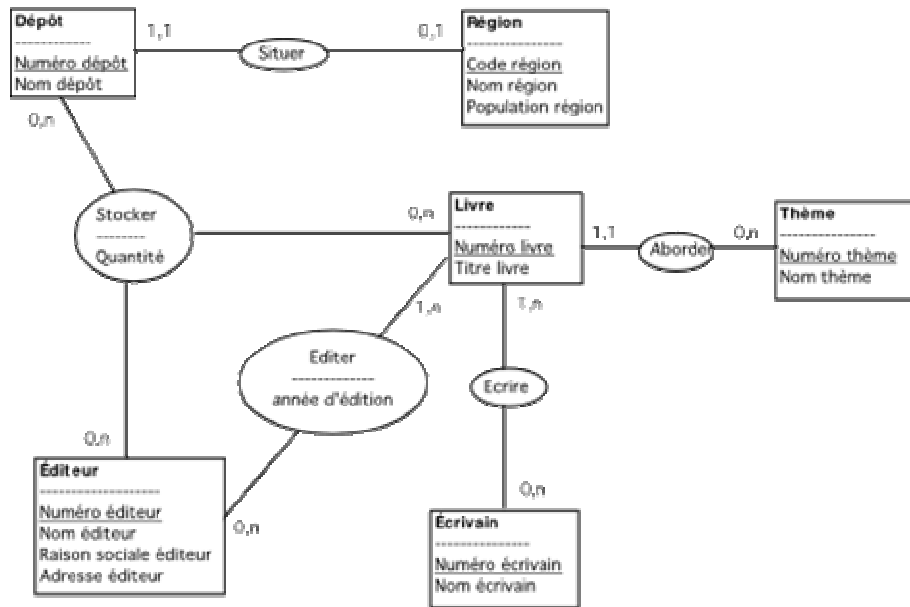 Dépôt
------------
Numéro dépôt
Nom dépôt
1,1
Situer
0,1
Région
---------------
Code région
Nom région
Population région
0,n
Stocker
--------
Quantité
0,n
Livre
------------
Numéro livre
Titre livre
1,1
Aborder
0,n
Thème
---------------
Numéro thème
Nom thème
1,n
1,n
Editer
-------------
année d'édition
Ecrire
0,n
Éditeur
-------------------
Numéro éditeur
Nom éditeur
Raison sociale éditeur
Adresse éditeur
0,n
0,n
Écrivain
---------------
Numéro écrivain
Nom écrivain